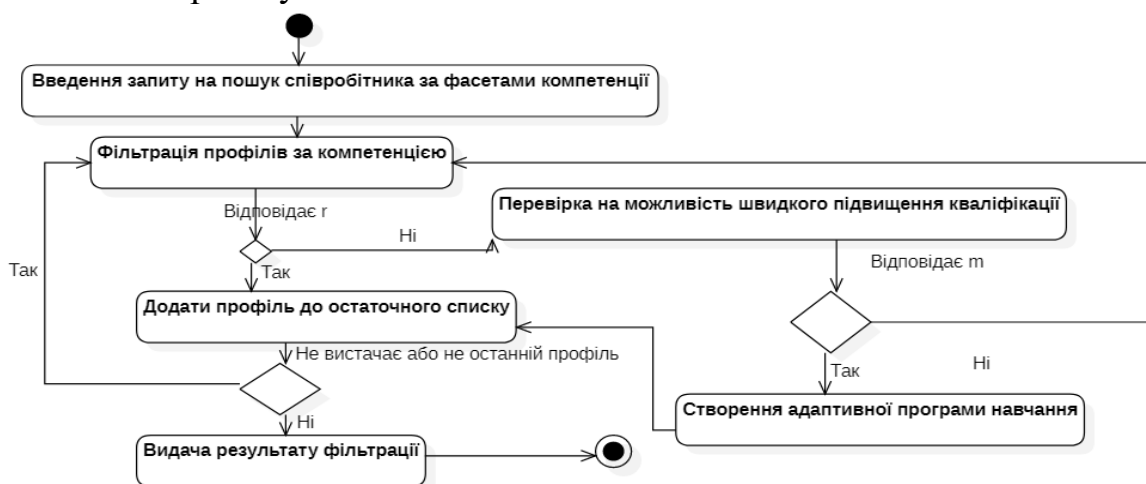 Введення запиту на пошук співробітника за фасетами компетенції
Фільтрація профілів за компетенцією
Відповідає r
Ні
Перевірка на можливість швидкого підвищення кваліфікації
Так
Так
Відповідає m
Додати профіль до остаточного списку
Не вистачає або не останній профіль
Так
Ні
Створення адаптивної програми навчання
Ні
Видача результату фільтрації